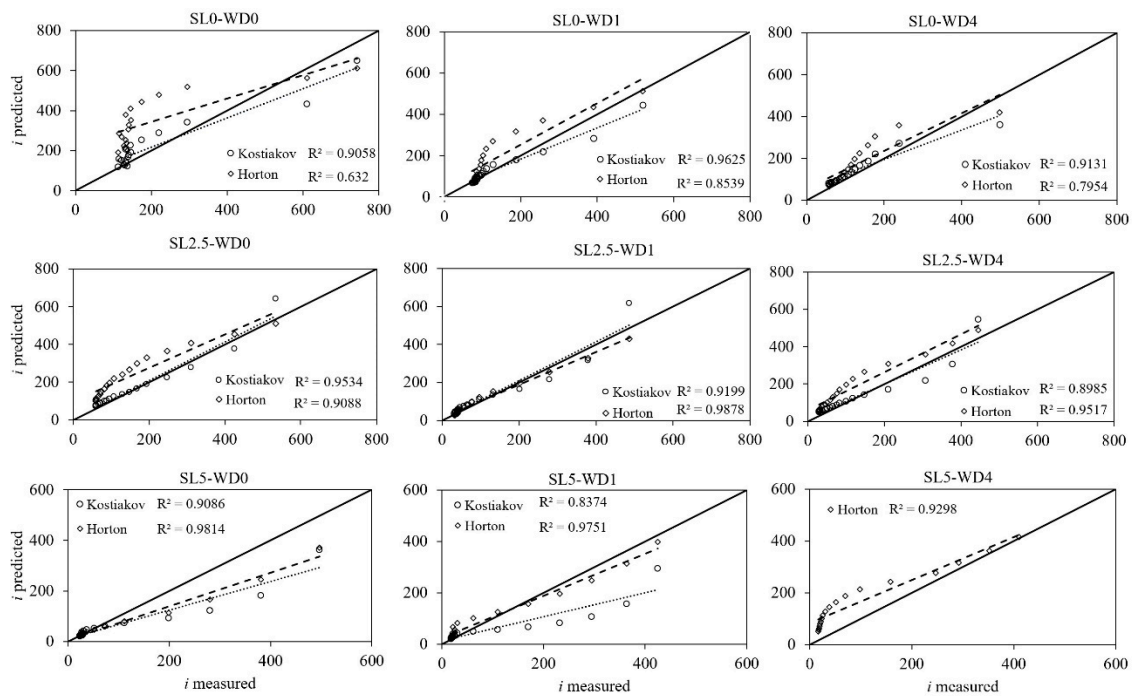 SL0-WD0
SL0-WD1
SL0-WD4
i predicted
800
600
400
200
0
Kostiakov R² = 0.9058
Horton R² = 0.632
0 200 400 600 800
800
600
400
200
0
Kostiakov R² = 0.9625
Horton R² = 0.8539
0 200 400 600 800
800
600
400
200
0
Kostiakov R² = 0.9131
Horton R² = 0.7954
0 200 400 600 800
SL2.5-WD0
SL2.5-WD1
SL2.5-WD4
i predicted
800
600
400
200
0
Kostiakov R² = 0.9534
Horton R² = 0.9088
0 200 400 600 800
800
600
400
200
0
Kostiakov R² = 0.9199
Horton R² = 0.9878
0 200 400 600 800
800
600
400
200
0
Kostiakov R² = 0.8985
Horton R² = 0.9517
0 200 400 600 800
SL5-WD0
SL5-WD1
SL5-WD4
i predicted
600
400
200
0
Kostiakov R² = 0.9086
Horton R² = 0.9814
0 200 400 600
i measured
600
400
200
0
Kostiakov R² = 0.8374
Horton R² = 0.9751
0 200 400 600
i measured
600
400
200
0
Horton R² = 0.9298
0 200 400 600
i measured